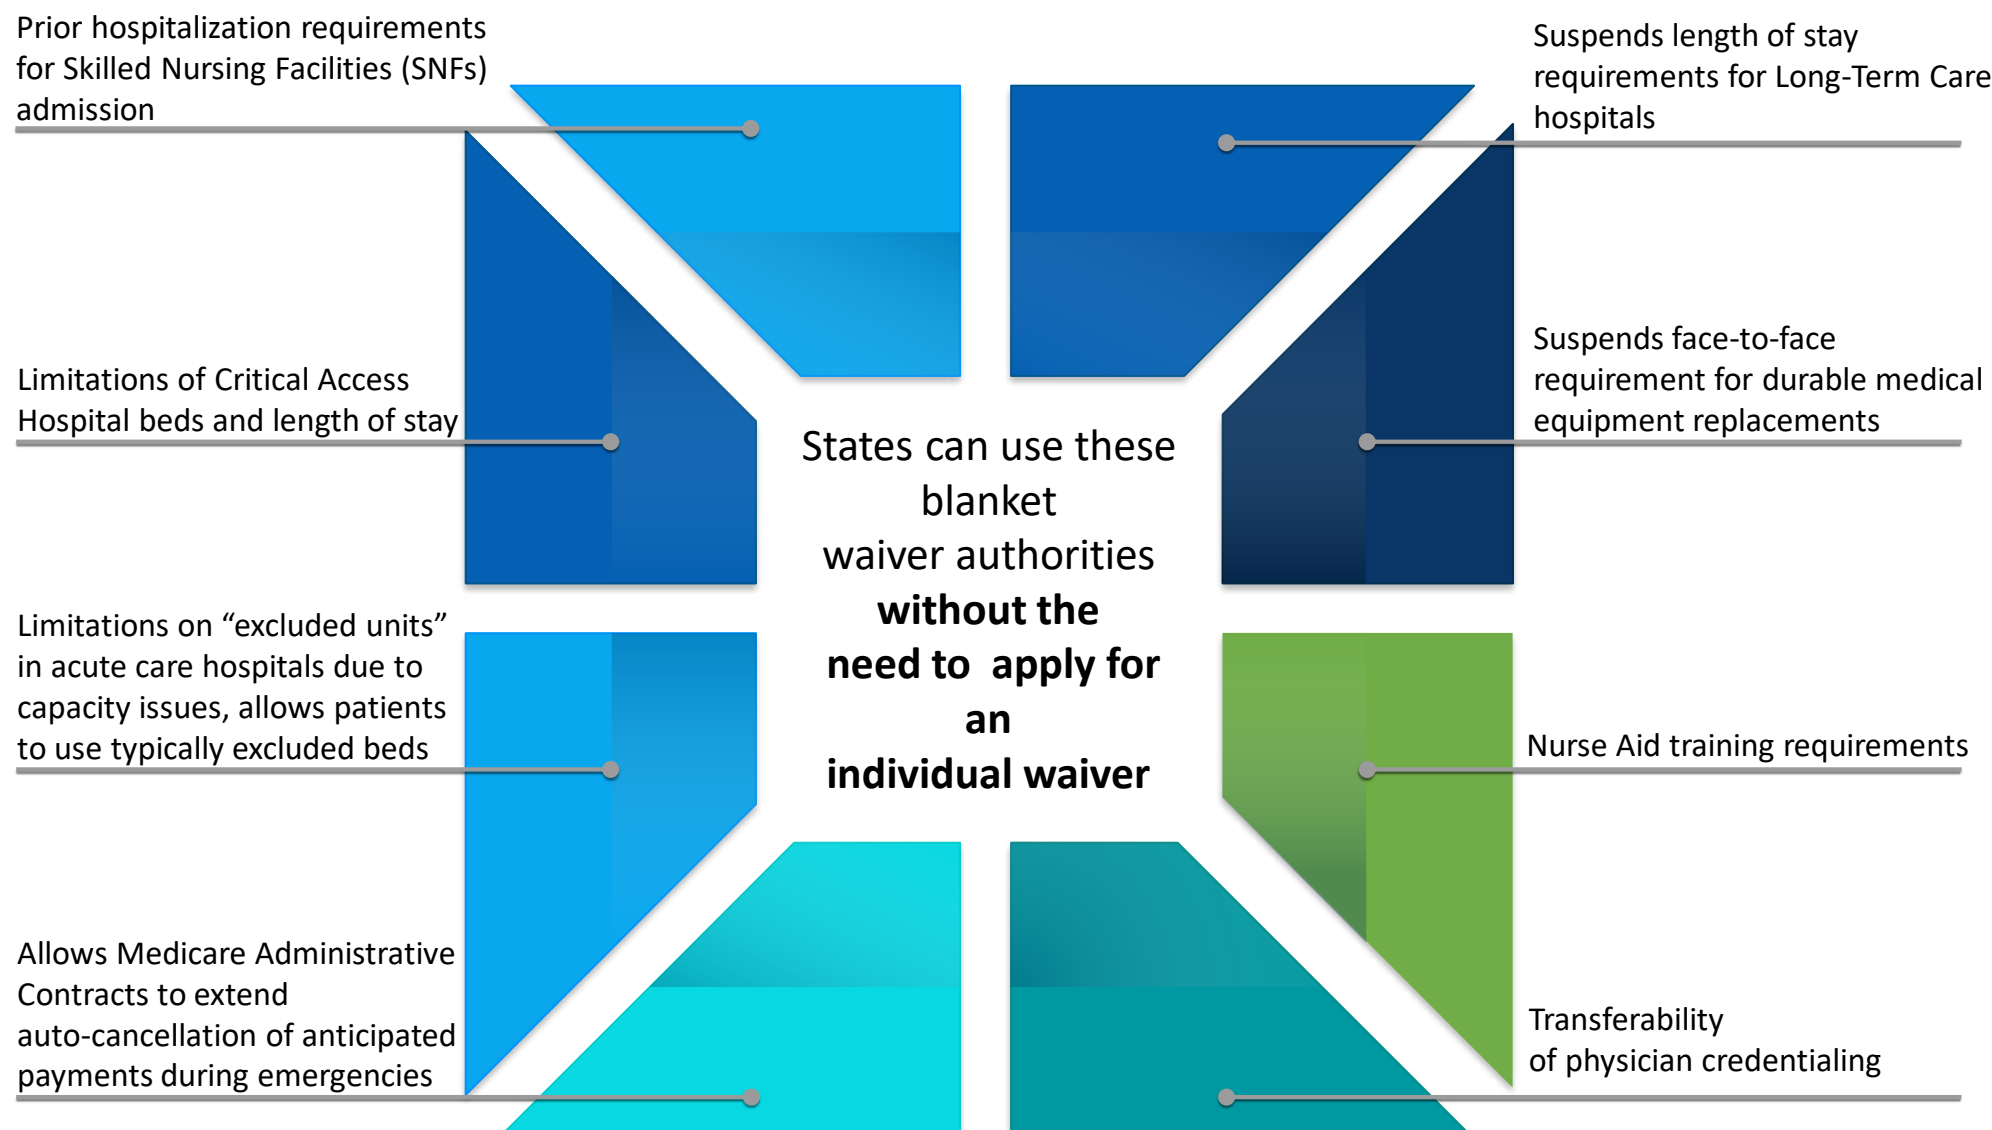 Prior hospitalization requirements
for Skilled Nursing Facilities (SNFs)
admission
Limitations of Critical Access
Hospital beds and length of stay
Limitations on “excluded units”
in acute care hospitals due to
capacity issues, allows patients
to use typically excluded beds
Allows Medicare Administrative
Contracts to extend
auto-cancellation of anticipated
payments during emergencies
States can use these
blanket
waiver authorities
without the
need to  apply for
an
individual waiver
Suspends length of stay
requirements for Long-Term Care
hospitals
Suspends face-to-face
requirement for durable medical
equipment replacements
Nurse Aid training requirements
Transferability
of physician credentialing